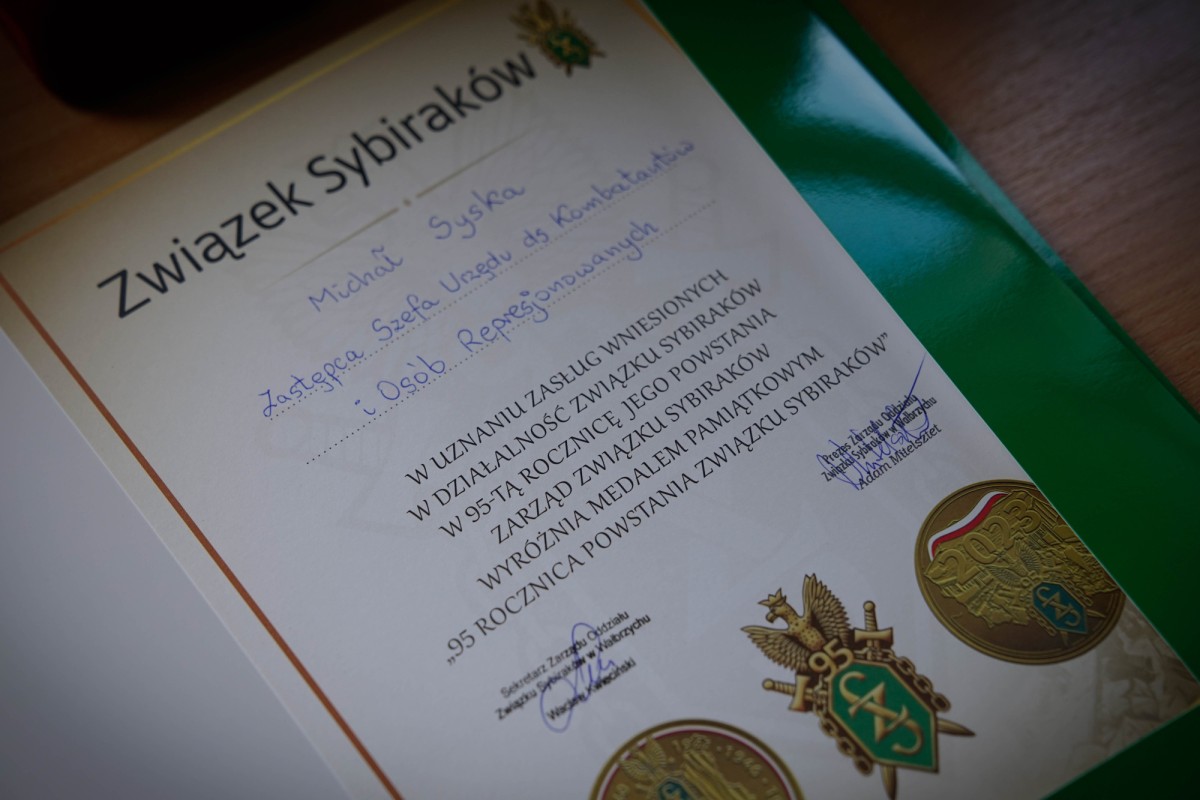 Związek Sybiraków
Michał Syska
Zastępca Szefa Urzędu ds Kombatantów
i Osób Represjonowanych
W UZNANIU ZASŁUG WNIESIONYCH
W DZIAŁALNOŚĆ ZWIĄZKU SYBIRAKÓW
W 95-TĄ ROCZNICĘ JEGO POWSTANIA
ZARZĄD ZWIĄZKU SYBIRAKÓW
WYRÓŻNIA MEDALEM PAMIĄTKOWYM
„95 ROCZNICA POWSTANIA ZWIĄZKU SYBIRAKÓW”
Prezes Zarządu Oddziału
Związku Sybiraków w Wałbrzychu
Adam Mitelsztet
Sekretarz Zarządu Oddziału
Związku Sybiraków w Wałbrzychu
Wacław
2023
95